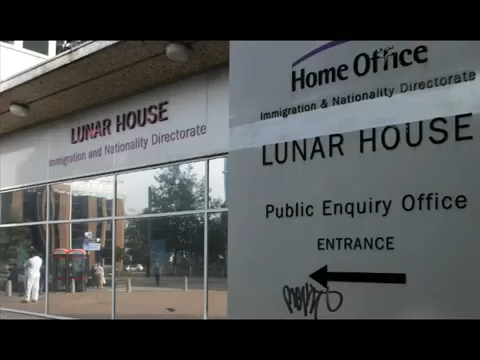 LUNAR HOUSE
Immigration and Nationality Directorate
Home Office
Immigration & Nationality Directorate
LUNAR HOUSE
Public Enquiry Office
ENTRANCE